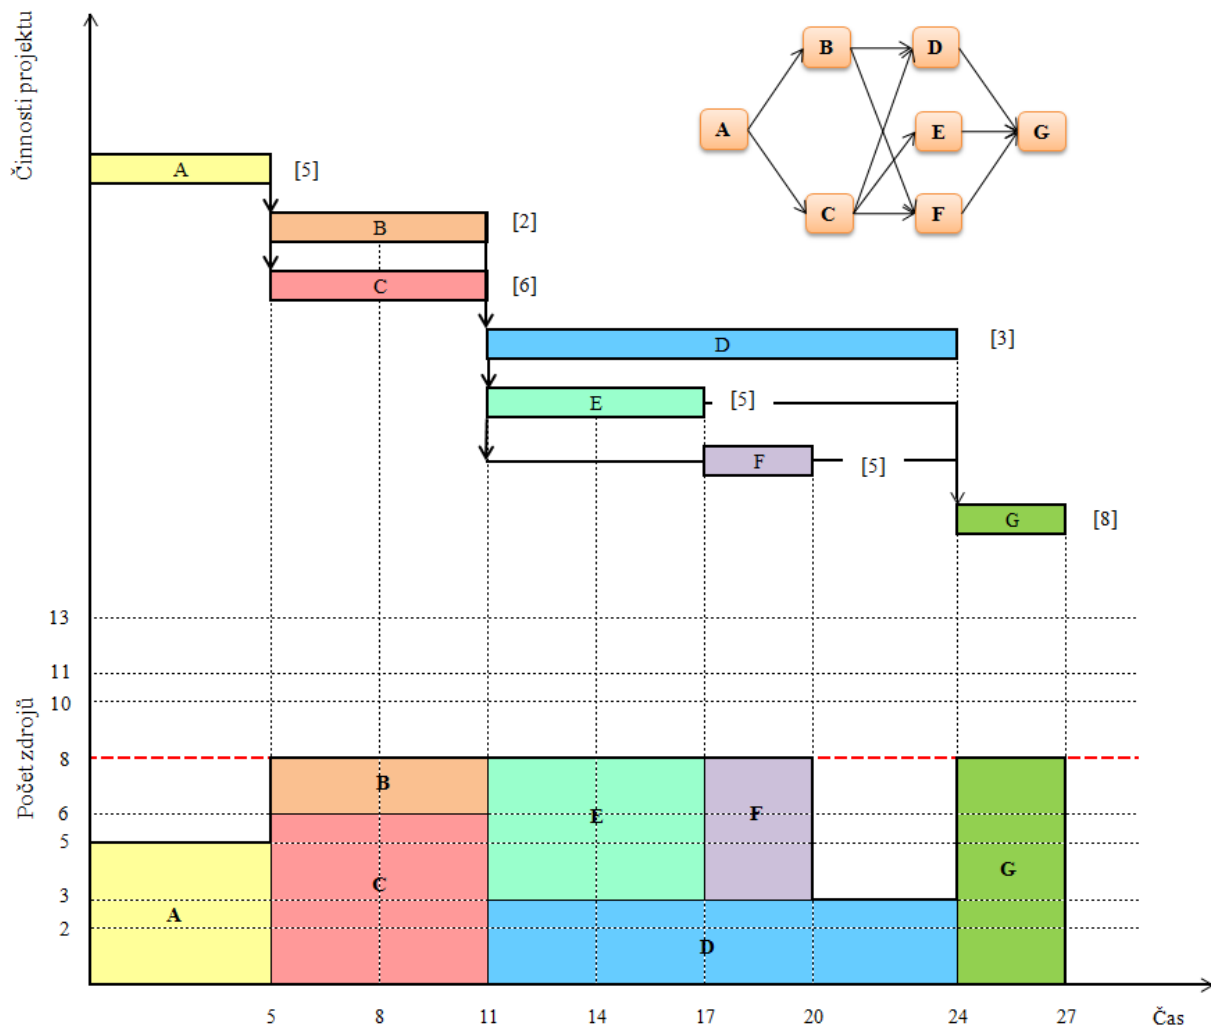 Činnosti projektu
B
D
A
E
G
C
F
A
[5]
B
[2]
C
[6]
D
[3]
E
[5]
F
[5]
G
[8]
Počet zdrojů
13
11
10
8
6
5
3
2
B
E
F
C
G
A
D
5
8
11
14
17
20
24
27
Čas